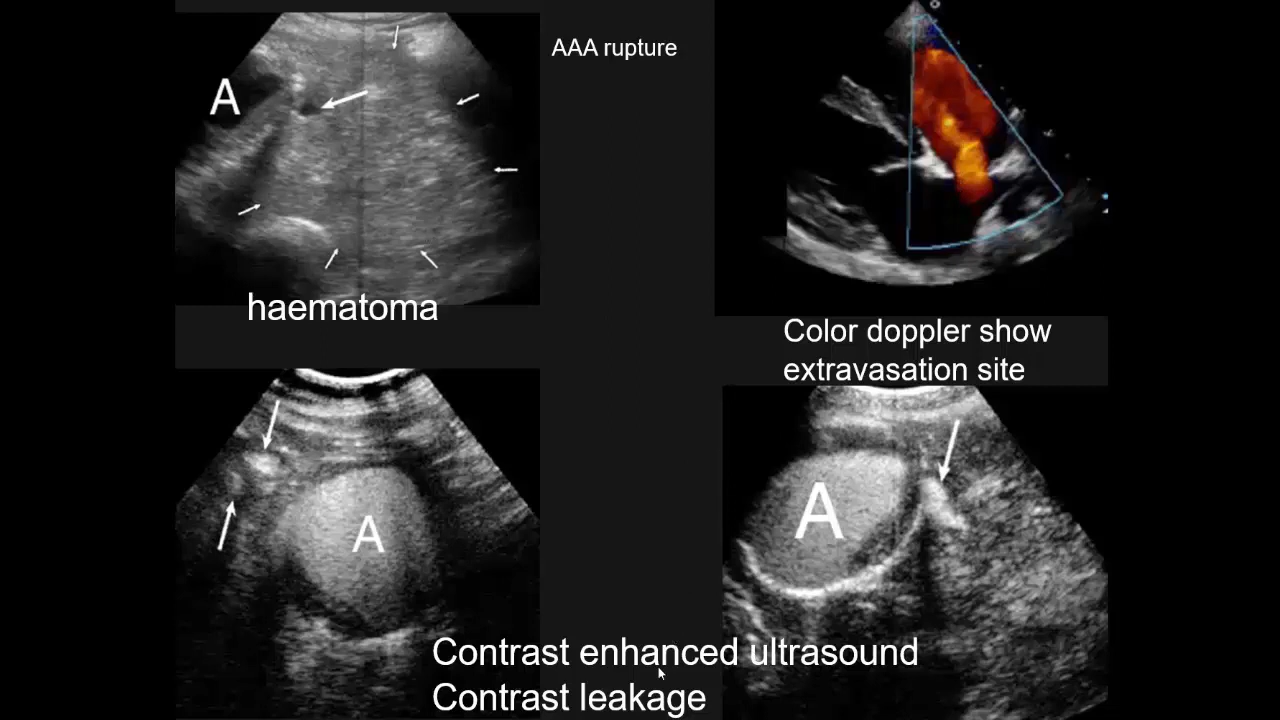 AAA rupture
A
haematoma
Color doppler show
extravasation site
A
A
Contrast enhanced ultrasound
Contrast leakage